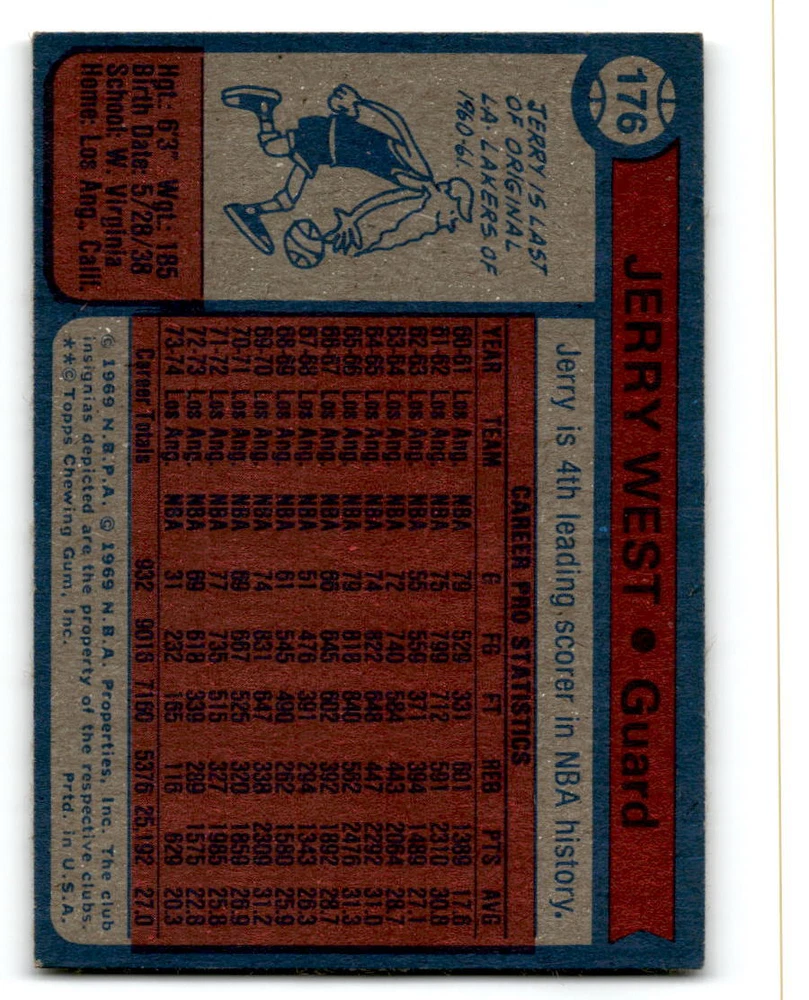 176
JERRY WEST • Guard
JERRY IS LAST
OF ORIGINAL
L.A. LAKERS OF
1960-61.
Hgt.: 6'3" Wgt.: 185
Birth Date: 5/28/38
School: W. Virginia
Home: Los Ang., Calif.
Jerry is 4th leading scorer in NBA history.
CAREER PRO STATISTICS
YEAR TEAM G FG FT REB PTS AVG
60-61 Los Ang. NBA 79 529 331 601 1389 17.6
61-62 Los Ang. NBA 75 799 712 591 2310 30.8
62-63 Los Ang. NBA 55 559 371 394 1489 27.1
63-64 Los Ang. NBA 72 740 584 443 2064 28.7
64-65 Los Ang. NBA 74 822 648 447 2292 31.0
65-66 Los Ang. NBA 79 818 840 562 2476 31.3
66-67 Los Ang. NBA 66 645 602 392 1892 28.7
67-68 Los Ang. NBA 51 476 391 294 1343 26.3
68-69 Los Ang. NBA 61 545 490 262 1580 25.9
69-70 Los Ang. NBA 74 831 647 338 2309 31.2
70-71 Los Ang. NBA 69 667 525 320 1859 26.9
71-72 Los Ang. NBA 77 735 515 327 1985 25.8
72-73 Los Ang. NBA 69 618 339 289 1575 22.8
73-74 Los Ang. NBA 31 232 165 116 629 20.3
Career Totals 932 9016 7160 5376 25,192 27.0
© 1969 N.B.P.A. © 1969 N.B.A. Properties, Inc. The club
insignias depicted are the property of the respective clubs.
**© Topps Chewing Gum, Inc. Prtd. in U.S.A.